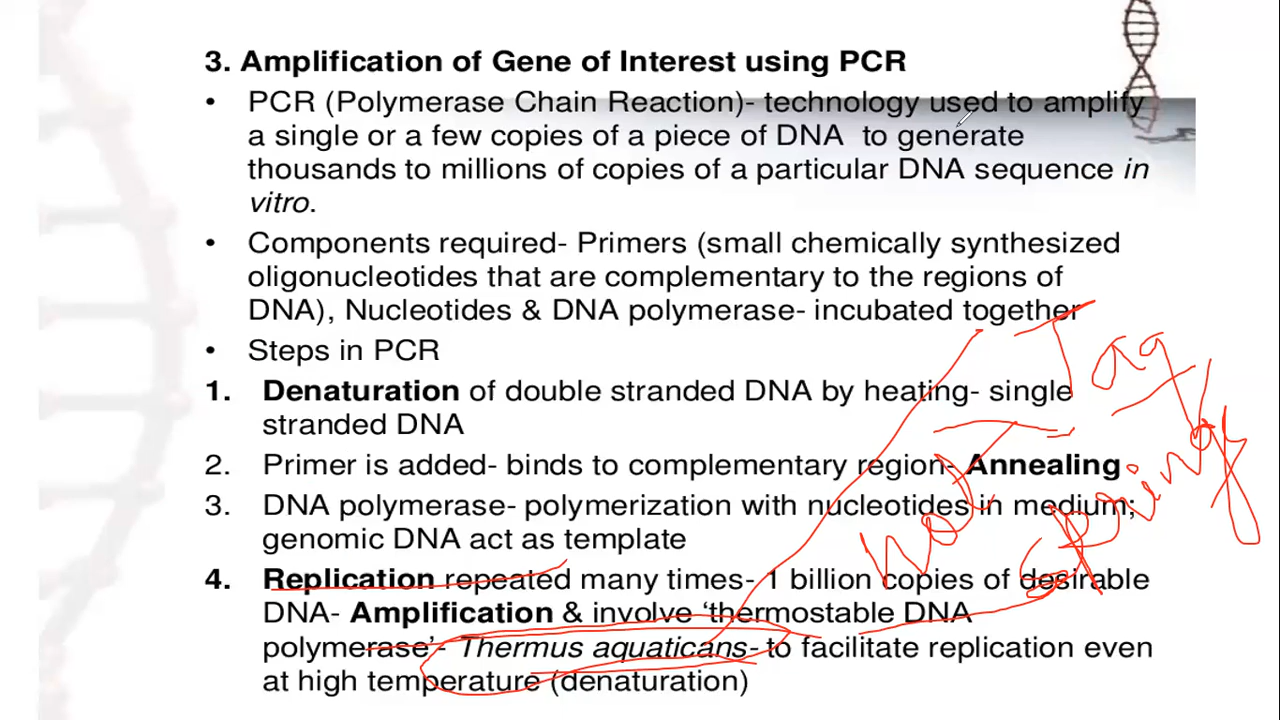 3. Amplification of Gene of Interest using PCR
• PCR (Polymerase Chain Reaction)- technology used to amplify
a single or a few copies of a piece of DNA to generate
thousands to millions of copies of a particular DNA sequence in
vitro.
• Components required- Primers (small chemically synthesized
oligonucleotides that are complementary to the regions of
DNA), Nucleotides & DNA polymerase- incubated together
• Steps in PCR
1. Denaturation of double stranded DNA by heating- single
stranded DNA
2. Primer is added- binds to complementary region- Annealing
3. DNA polymerase- polymerization with nucleotides in medium;
genomic DNA act as template
4. Replication repeated many times- 1 billion copies of desirable
DNA- Amplification & involve ‘thermostable DNA
polymerase’- Thermus aquaticans- to facilitate replication even
at high temperature (denaturation)
Taq
hot springs